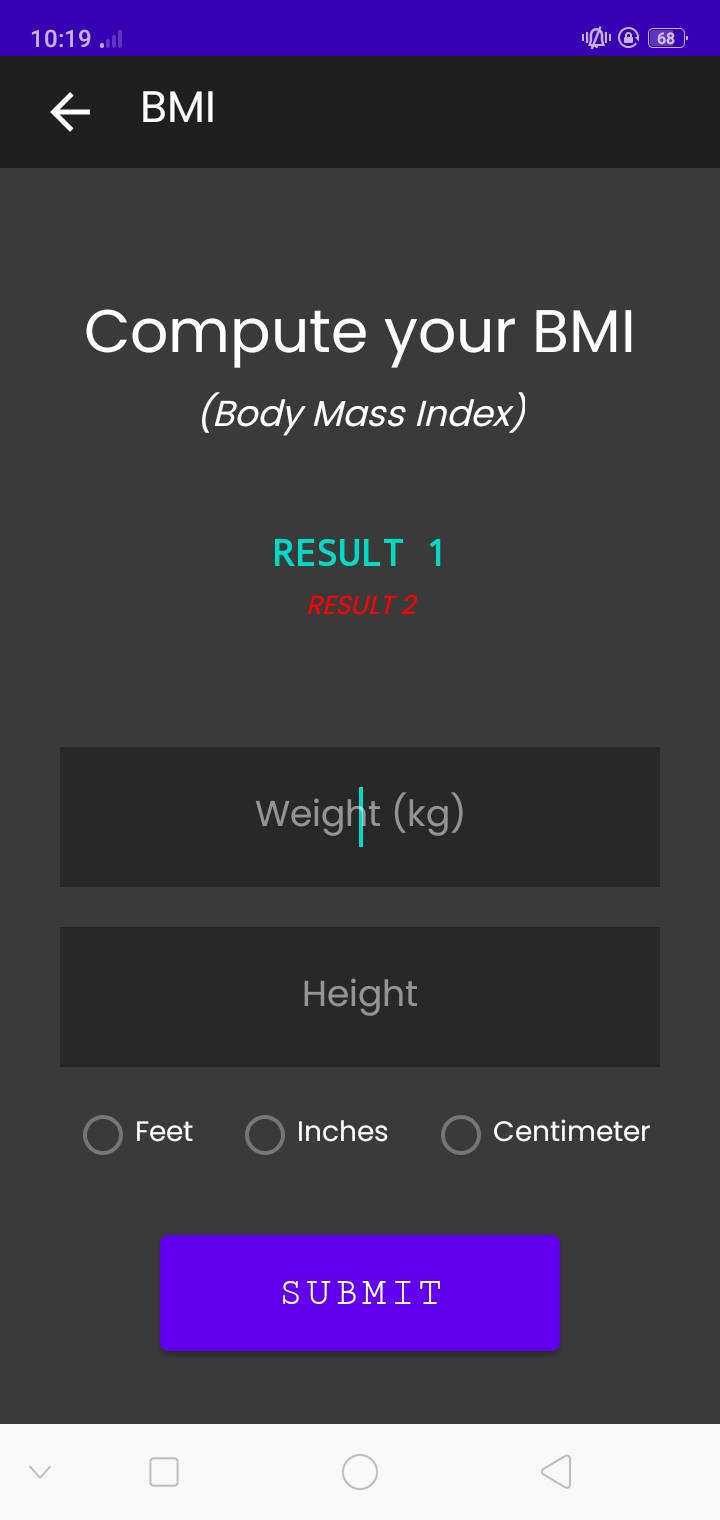 10:19 68
BMI
Compute your BMI
(Body Mass Index)
RESULT 1
RESULT 2
Weight (kg)
Height
Feet Inches Centimeter
SUBMIT